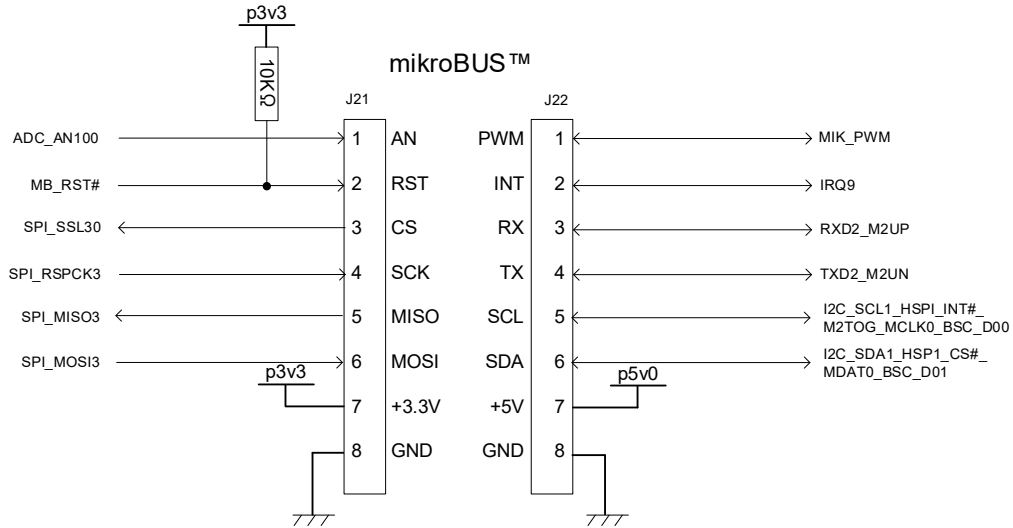 p3v3
10KΩ
mikroBUS™
J21
J22
ADC_AN100
1
AN
PWM
1
MIK_PWM
MB_RST#
2
RST
INT
2
IRQ9
SPI_SSL30
3
CS
RX
3
RXD2_M2UP
SPI_RSPCK3
4
SCK
TX
4
TXD2_M2UN
SPI_MISO3
5
MISO
SCL
5
I2C_SCL1_HSPI_INT#_
M2TOG_MCLK0_BSC_D00
SPI_MOSI3
6
MOSI
SDA
6
I2C_SDA1_HSP1_CS#_
MDAT0_BSC_D01
p3v3
7
+3.3V
+5V
7
p5v0
8
GND
GND
8